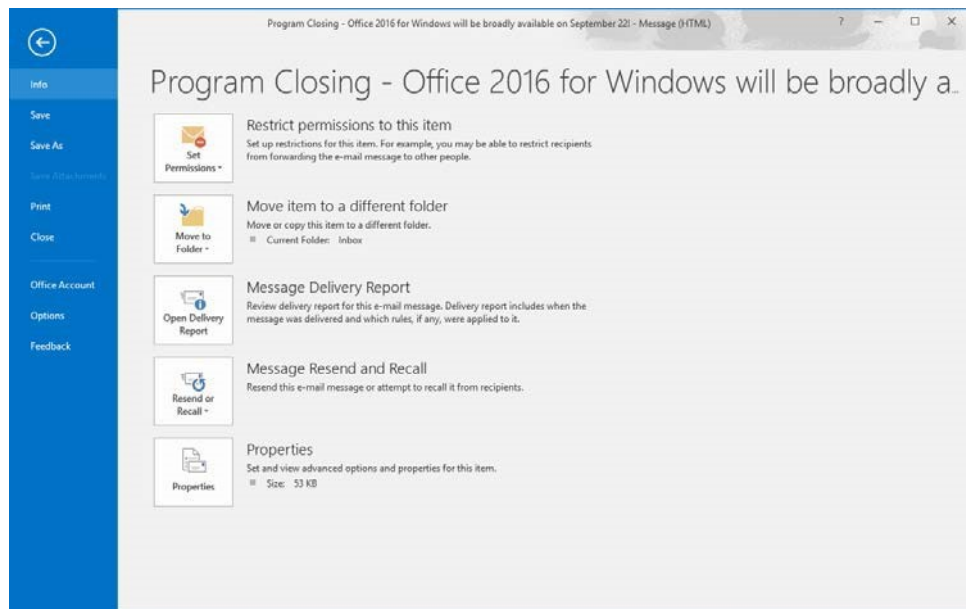 Program Closing - Office 2016 for Windows will be broadly available on September 22! - Message (HTML)
?
Info
Save
Save As
Save Attachments
Print
Close
Office Account
Options
Feedback
Program Closing - Office 2016 for Windows will be broadly a...
Set
Permissions
Restrict permissions to this item
Set up restrictions for this item. For example, you may be able to restrict recipients
from forwarding the e-mail message to other people.
Move to
Folder
Move item to a different folder
Move or copy this item to a different folder.
Current Folder: Inbox
Open Delivery
Report
Message Delivery Report
Review delivery report for this e-mail message. Delivery report includes when the
message was delivered and which rules, if any, were applied to it.
Resend or
Recall
Message Resend and Recall
Resend this e-mail message or attempt to recall it from recipients.
Properties
Properties
Set and view advanced options and properties for this item.
Size: 53 KB